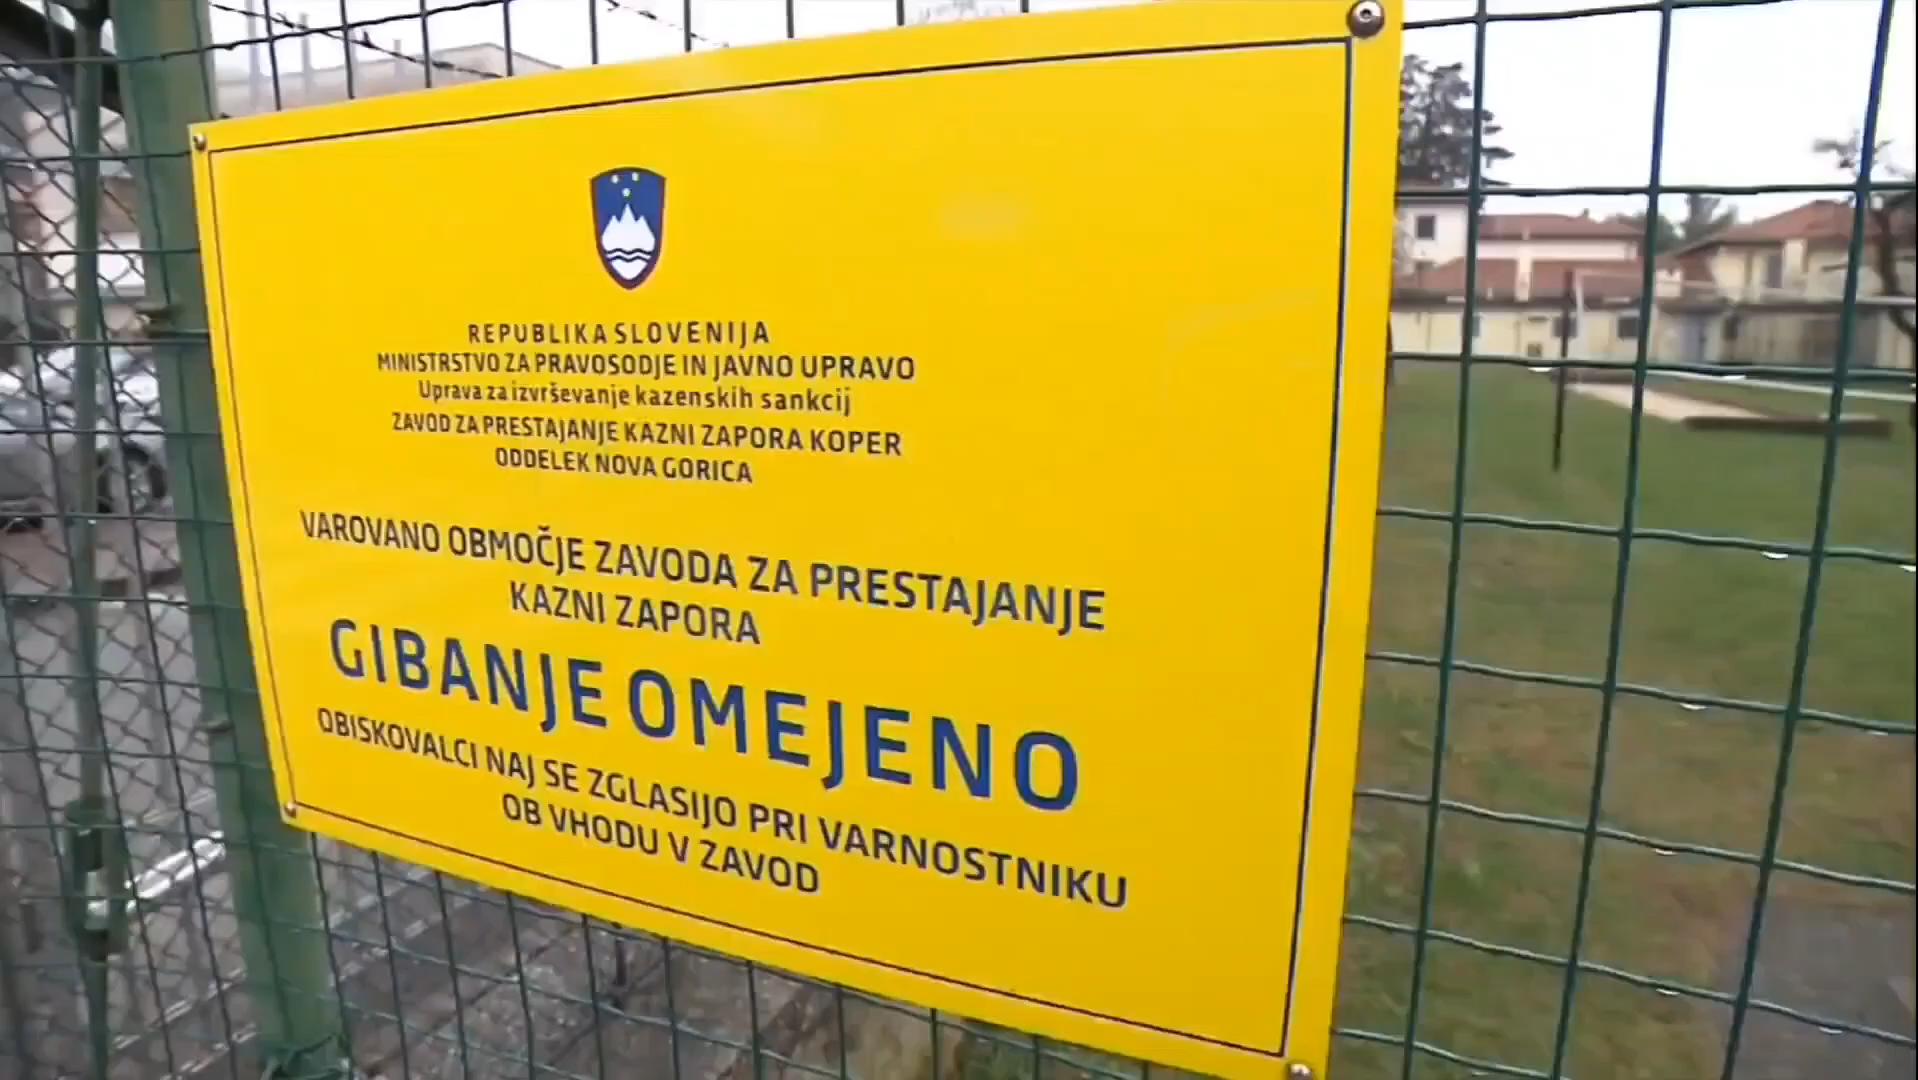 REPUBLIKA SLOVENIJA
MINISTRSTVO ZA PRAVOSODJE IN JAVNO UPRAVO
Uprava za izvrševanje kazenskih sankcij
ZAVOD ZA PRESTAJANJE KAZNI ZAPORA KOPER
ODDELEK NOVA GORICA
VAROVANO OBMOČJE ZAVODA ZA PRESTAJANJE
KAZNI ZAPORA
GIBANJE OMEJENO
OBISKOVALCI NAJ SE ZGLASIJO PRI VARNOSTNIKU
OB VHODU V ZAVOD